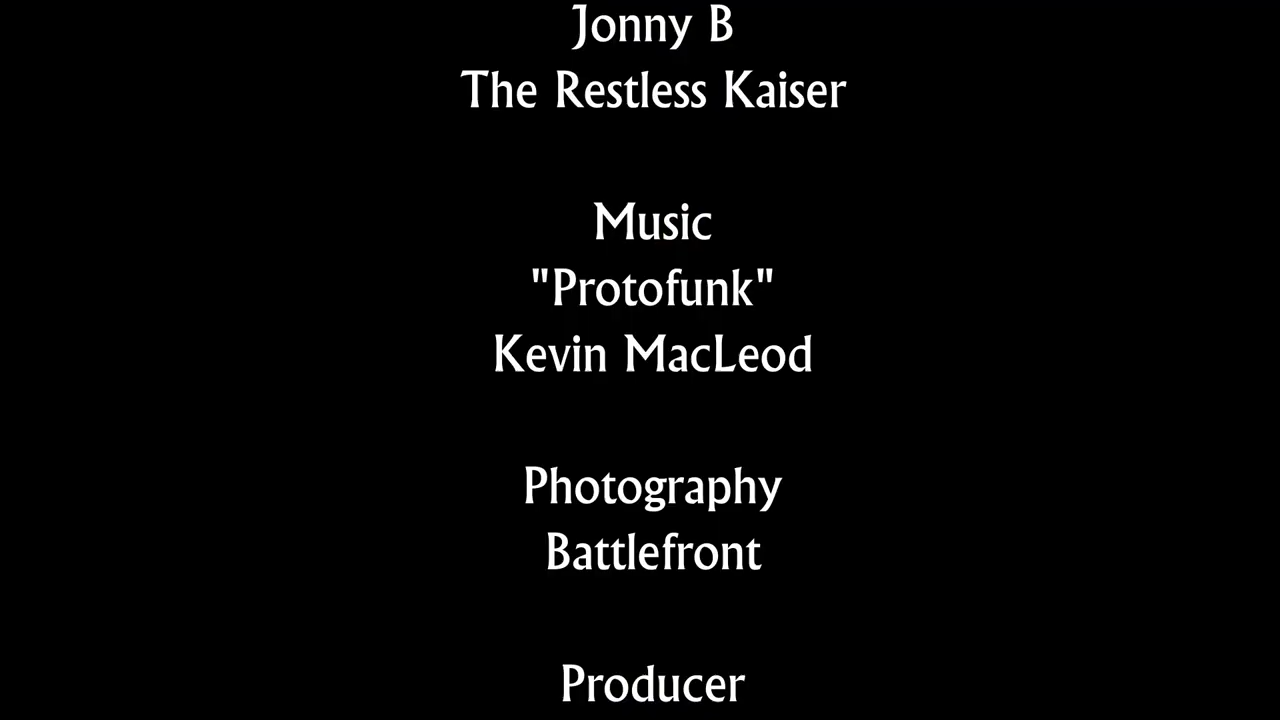 Jonny B
The Restless Kaiser
Music
"Protofunk"
Kevin MacLeod
Photography
Battlefront
Producer